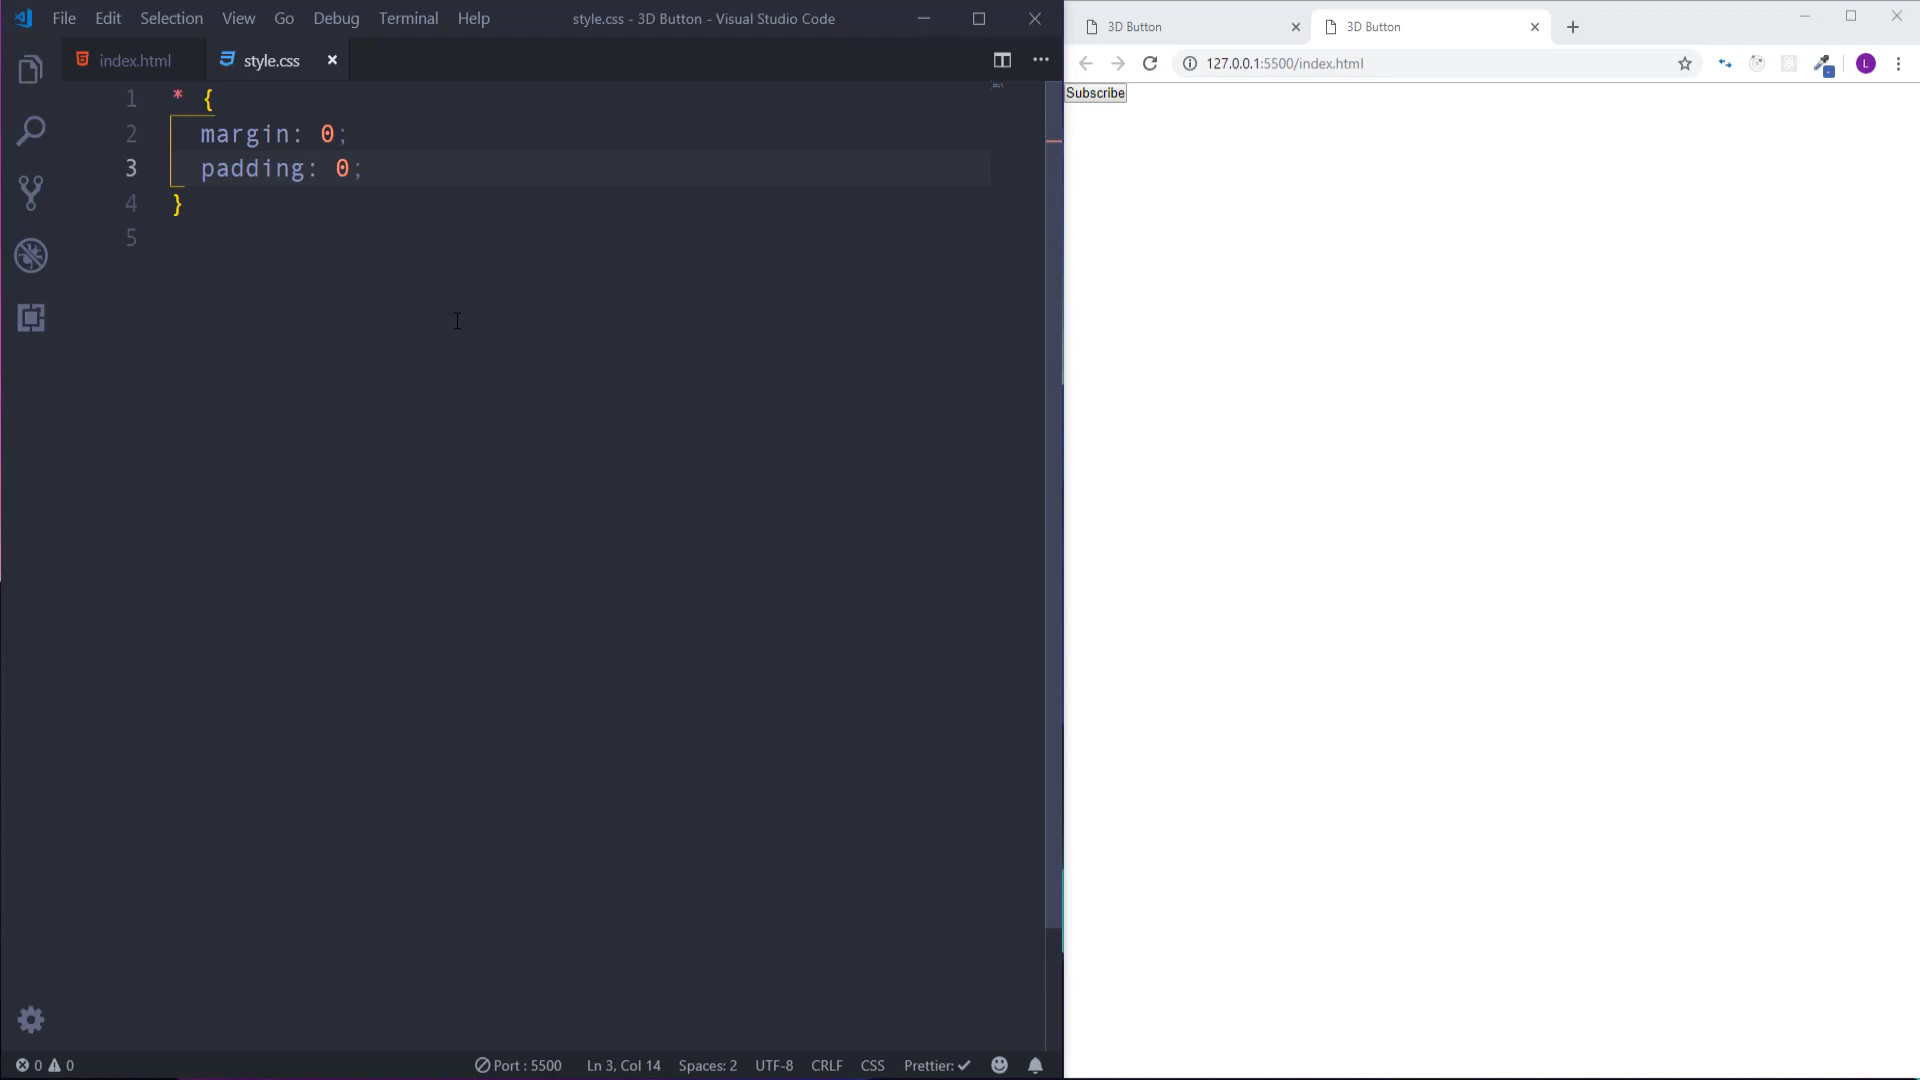 File Edit Selection View Go Debug Terminal Help
style.css - 3D Button - Visual Studio Code
index.html
style.css
1 * {
2 margin: 0;
3 padding: 0;
4 }
5
0 0 Port : 5500 Ln 3, Col 14 Spaces: 2 UTF-8 CRLF CSS Prettier:
3D Button
3D Button
127.0.0.1:5500/index.html
L
Subscribe